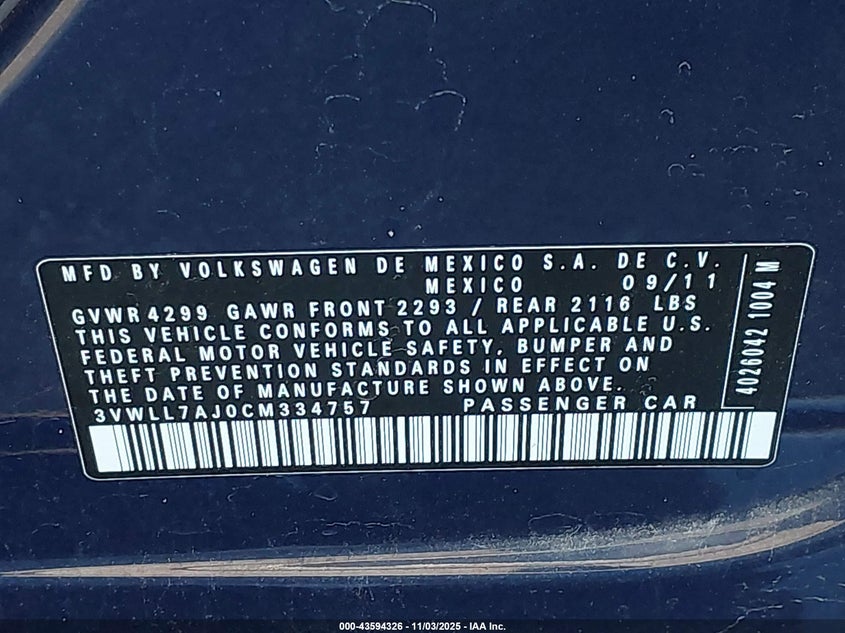 MFD BY VOLKSWAGEN DE MEXICO S.A. DE C.V.
MEXICO 09/11
GVWR 4299 GAWR FRONT 2293 / REAR 2116 LBS
THIS VEHICLE CONFORMS TO ALL APPLICABLE U.S.
FEDERAL MOTOR VEHICLE SAFETY, BUMPER AND
THEFT PREVENTION STANDARDS IN EFFECT ON
THE DATE OF MANUFACTURE SHOWN ABOVE.
3VWLL7AJ0CM334757 PASSENGER CAR
4026042 1004 M
000-43594326 - 11/03/2025 - IAA Inc.